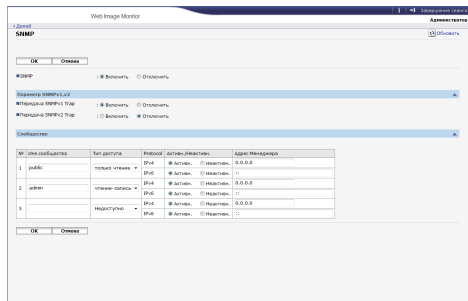 Завершение сеанса
Web Image Monitor
Администратор
Домой
SNMP
Обновить
OK Отмена
SNMP : Включить Отключить
Параметр SNMPv1,v2
Передача SNMPv1 Trap : Включить Отключить
Передача SNMPv2 Trap : Включить Отключить
Сообщество
№ Имя сообщества Тип доступа Protocol Активн./Неактивн. Адрес Менеджера
1 public только чтение IPv4 Активн. Неактивн. 0.0.0.0
IPv6 Активн. Неактивн. ::
2 admin чтение-запись IPv4 Активн. Неактивн. 0.0.0.0
IPv6 Активн. Неактивн. ::
3 Недоступно IPv4 Активн. Неактивн. 0.0.0.0
IPv6 Активн. Неактивн. ::
OK Отмена